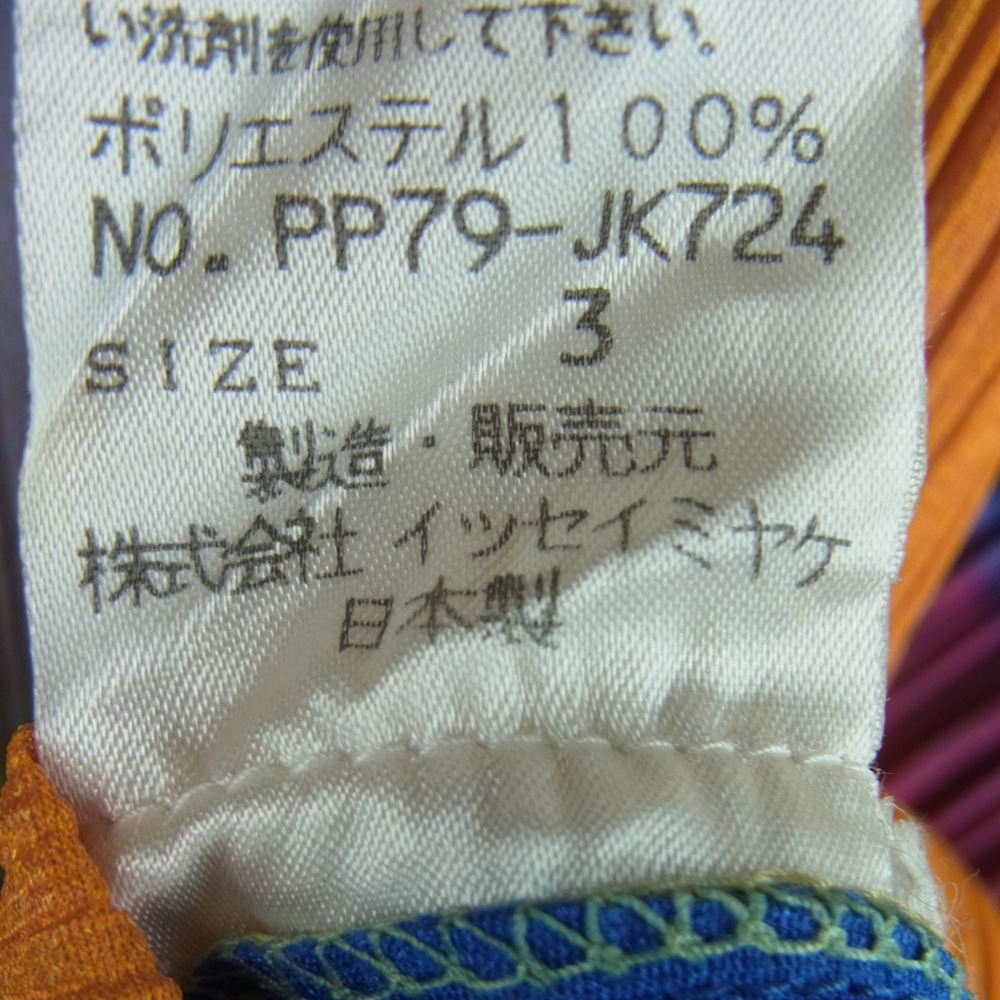 い洗剤を使用して下さい。
ポリエステル100%
NO. PP79-JK724
SIZE 3
製造・販売元
株式会社 イッセイミヤケ
日本製